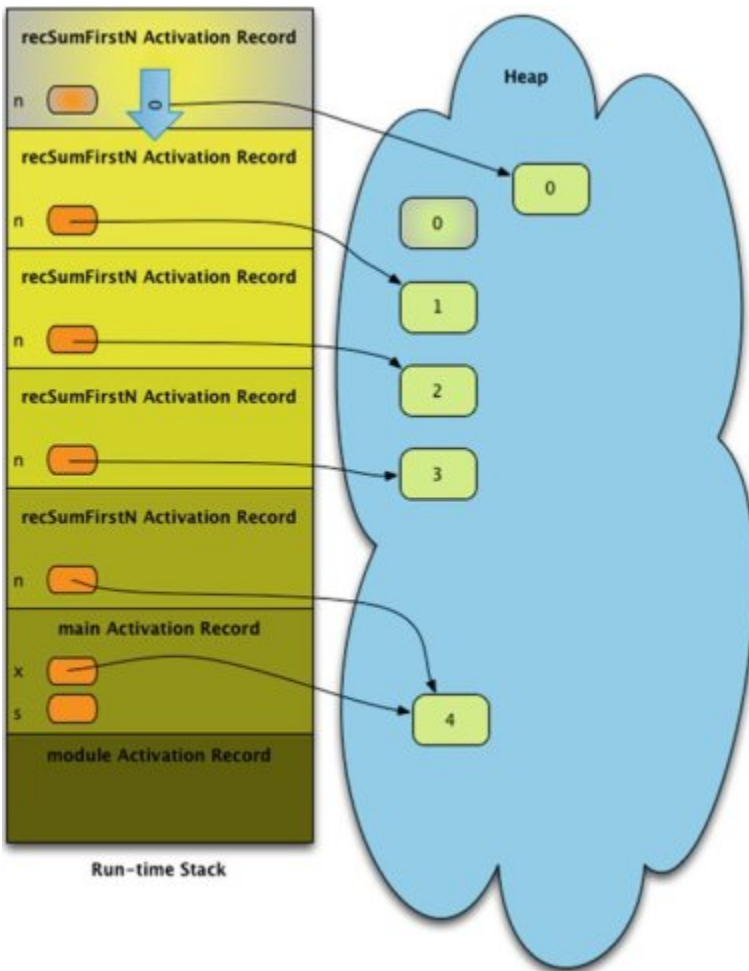 recSumFirstN Activation Record
n
0
recSumFirstN Activation Record
n
recSumFirstN Activation Record
n
recSumFirstN Activation Record
n
recSumFirstN Activation Record
n
main Activation Record
x
s
module Activation Record
Run-time Stack
Heap
0
0
1
2
3
4